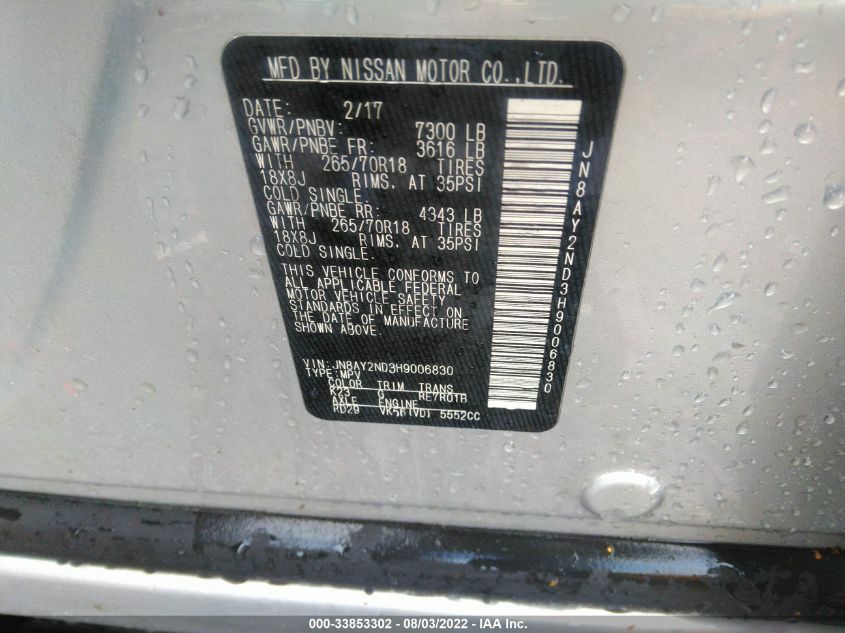 MFD BY NISSAN MOTOR CO.,LTD.
DATE: 2/17
GVWR/PNBV: 7300 LB
GAWR/PNBE FR: 3616 LB
WITH 265/70R18 TIRES
18X8J RIMS. AT 35PSI
COLD SINGLE.
GAWR/PNBE RR: 4343 LB
WITH 265/70R18 TIRES
18X8J RIMS. AT 35PSI
COLD SINGLE.
THIS VEHICLE CONFORMS TO
ALL APPLICABLE FEDERAL
MOTOR VEHICLE SAFETY
STANDARDS IN EFFECT ON
THE DATE OF MANUFACTURE
SHOWN ABOVE.
VIN: JN8AY2ND3H9006830
TYPE: MPV
COLOR TRIM TRANS
K23 G RE7R01B
AXLE ENGINE
RD29 VK56(VD) 5552CC
JN8AY2ND3H9006830
000-33853302 - 08/03/2022 - IAA Inc.